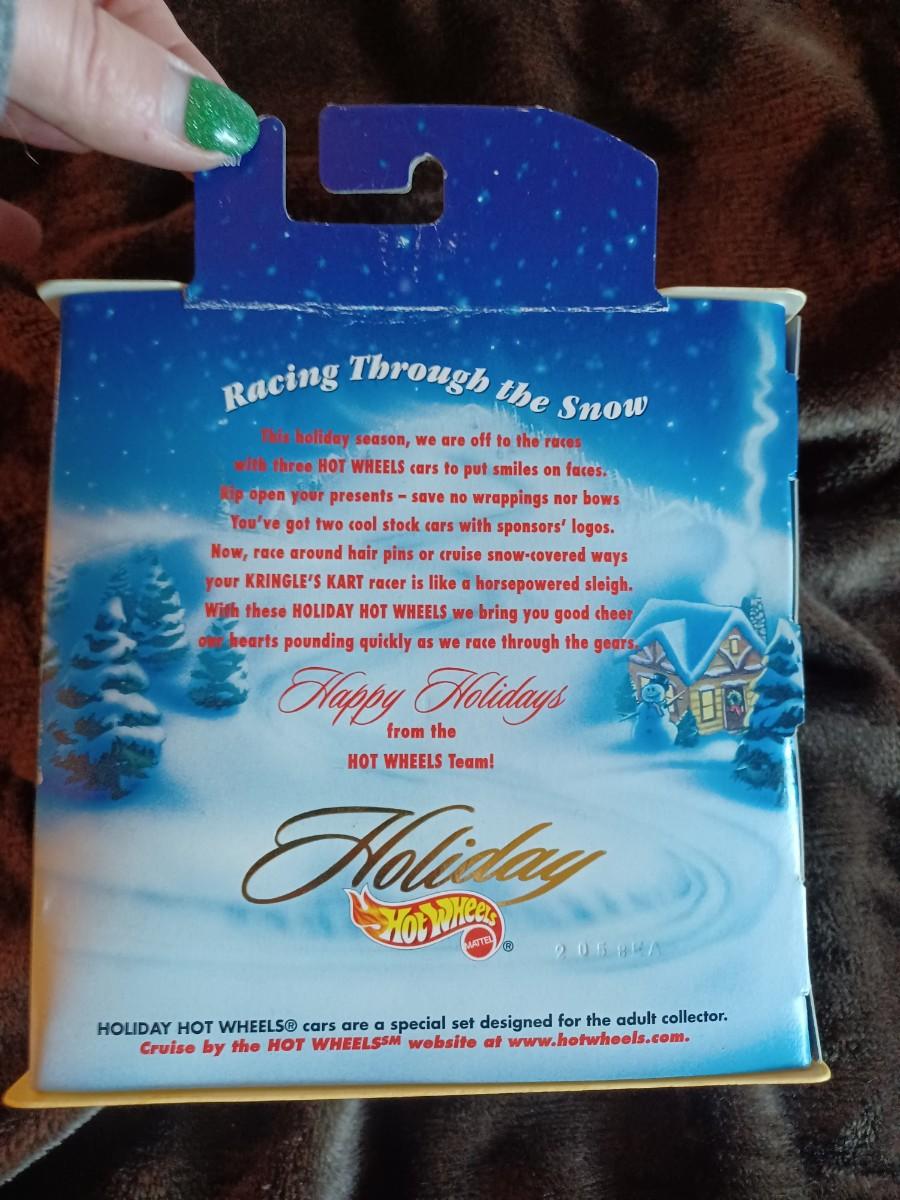 Racing Through the Snow
This holiday season, we are off to the races
with three HOT WHEELS cars to put smiles on faces.
Rip open your presents – save no wrappings nor bows
You've got two cool stock cars with sponsors' logos.
Now, race around hair pins or cruise snow-covered ways
your KRINGLE'S KART racer is like a horsepowered sleigh.
With these HOLIDAY HOT WHEELS we bring you good cheer
our hearts pounding quickly as we race through the gears.
Happy Holidays
from the
HOT WHEELS Team!
Holiday
Hot Wheels
MATTEL ®
HOLIDAY HOT WHEELS® cars are a special set designed for the adult collector.
Cruise by the HOT WHEELS℠ website at www.hotwheels.com.